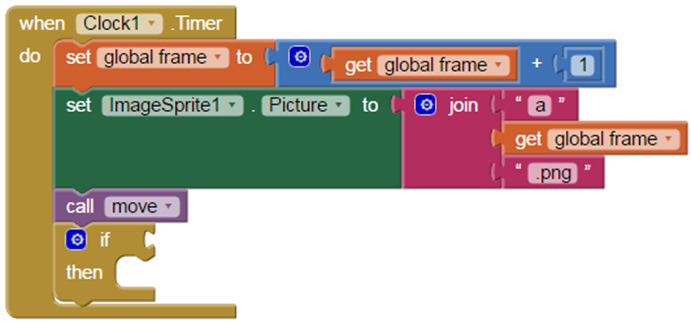 when Clock1 .Timer
do set global frame to get global frame + 1
set ImageSprite1 . Picture to join " a "
get global frame
" .png "
call move
if
then